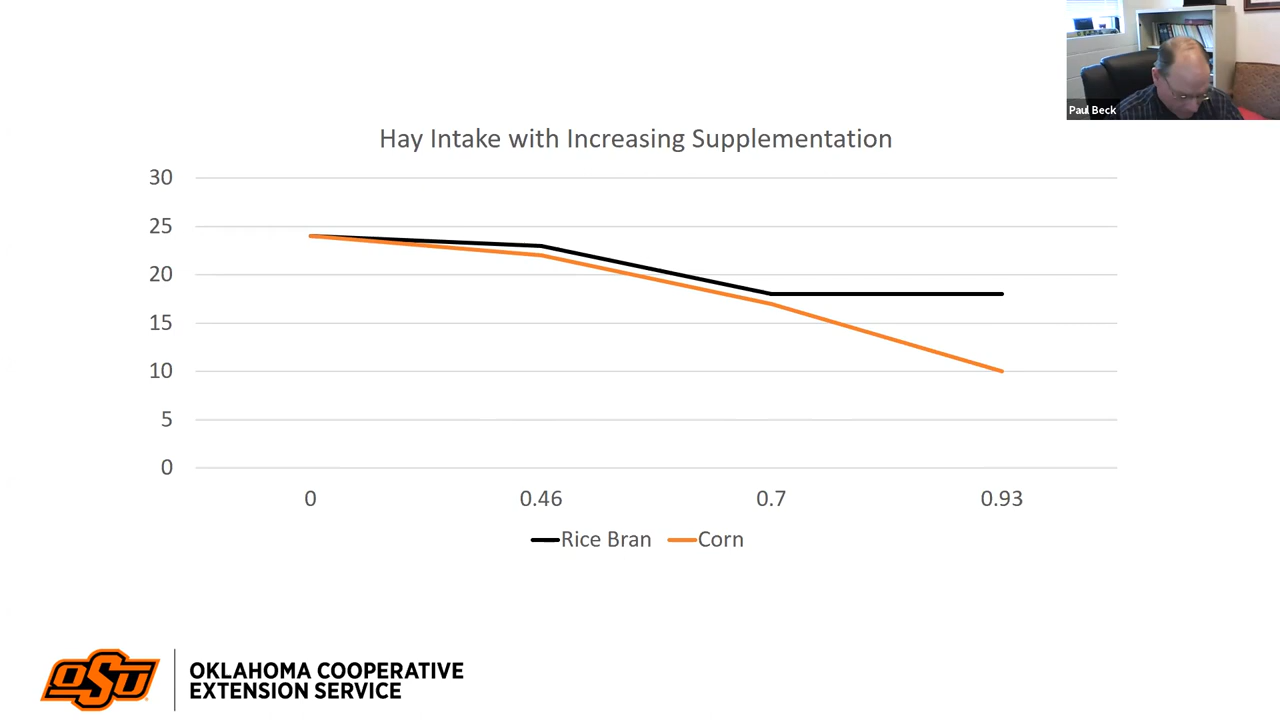 Paul Beck
Hay Intake with Increasing Supplementation
30
25
20
15
10
5
0
0 0.46 0.7 0.93
Rice Bran Corn
OSU
OKLAHOMA COOPERATIVE
EXTENSION SERVICE